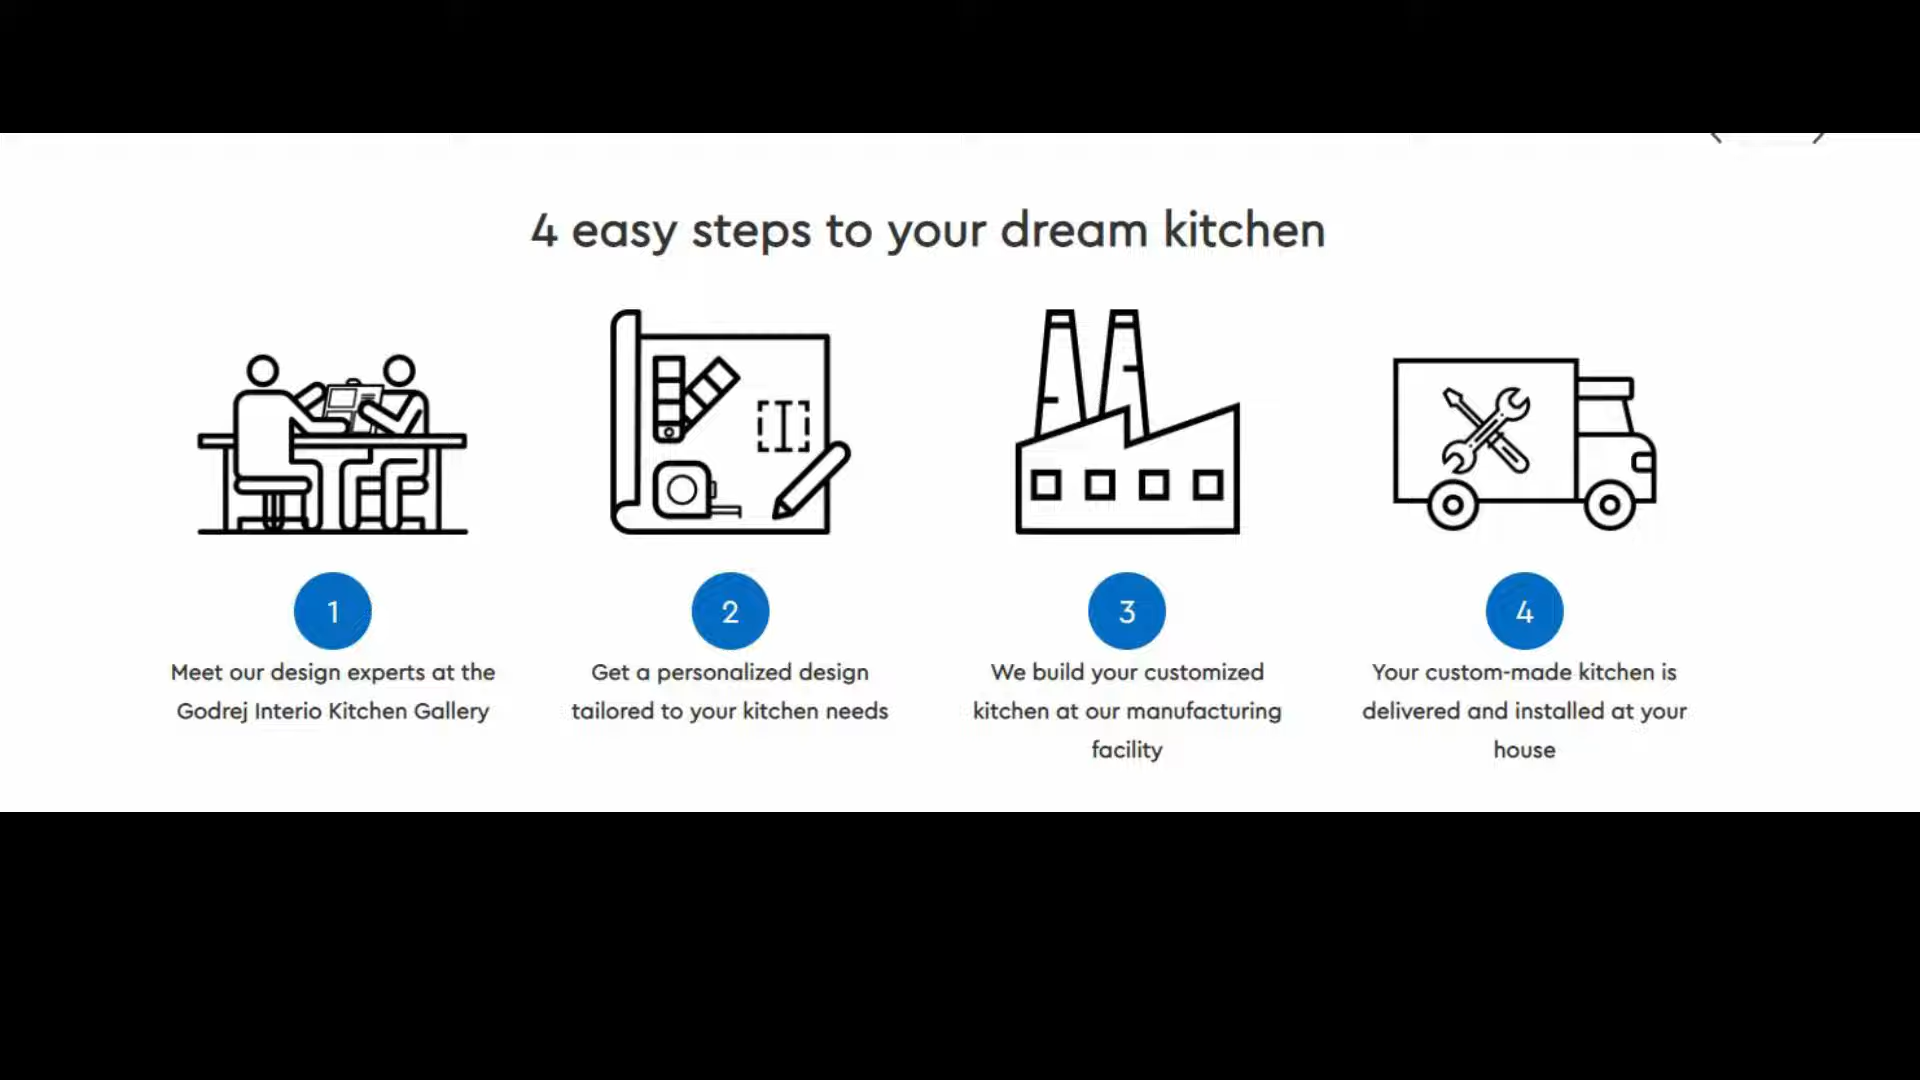 4 easy steps to your dream kitchen
1
Meet our design experts at the
Godrej Interio Kitchen Gallery
2
Get a personalized design
tailored to your kitchen needs
3
We build your customized
kitchen at our manufacturing
facility
4
Your custom-made kitchen is
delivered and installed at your
house